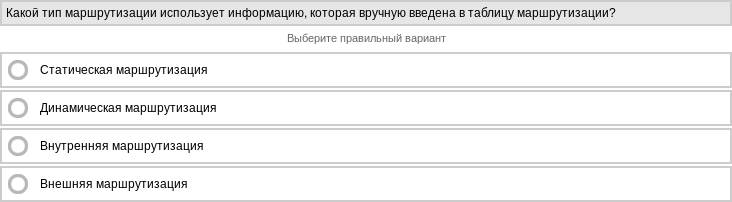 Какой тип маршрутизации использует информацию, которая вручную введена в таблицу маршрутизации?
Выберите правильный вариант
Статическая маршрутизация
Динамическая маршрутизация
Внутренняя маршрутизация
Внешняя маршрутизация